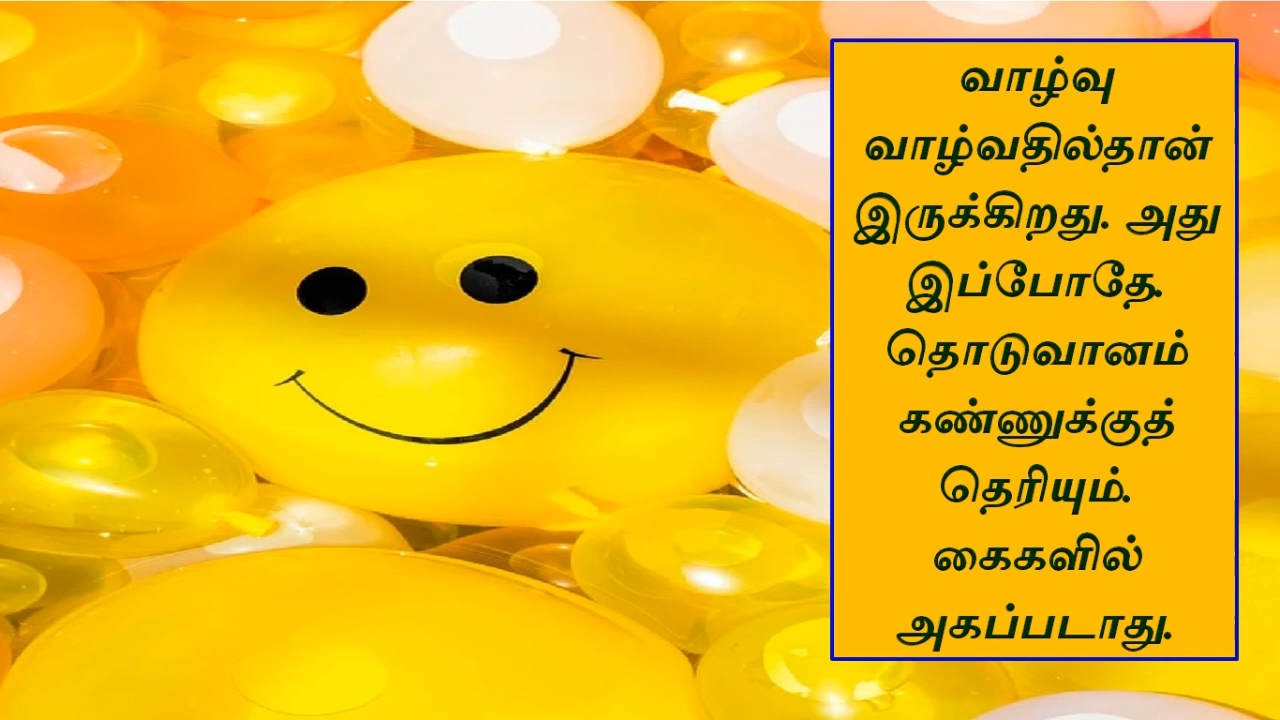 வாழ்வு
வாழ்வதில்தான்
இருக்கிறது. அது
இப்போதே.
தொடுவானம்
கண்ணுக்குத்
தெரியும்.
கைகளில்
அகப்படாது.